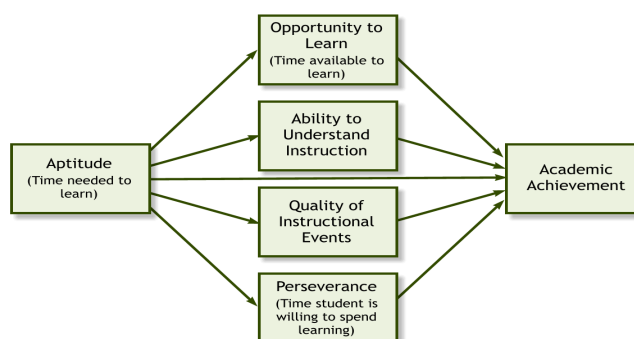 Opportunity to
Learn
(Time available to
learn)
Ability to
Understand
Instruction
Aptitude
(Time needed to
learn)
Academic
Achievement
Quality of
Instructional
Events
Perseverance
(Time student is
willing to spend
learning)